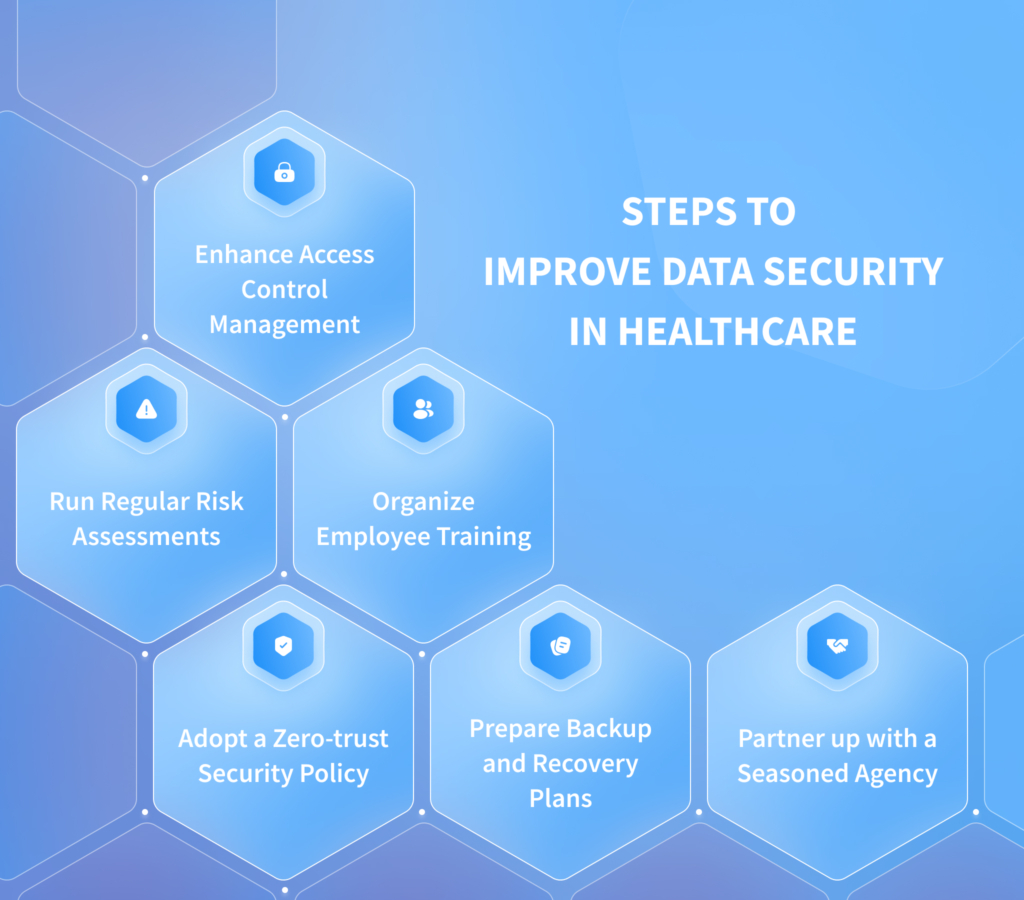 STEPS TO
IMPROVE DATA SECURITY
IN HEALTHCARE
Enhance Access
Control
Management
Run Regular Risk
Assessments
Organize
Employee Training
Adopt a Zero-trust
Security Policy
Prepare Backup
and Recovery
Plans
Partner up with a
Seasoned Agency